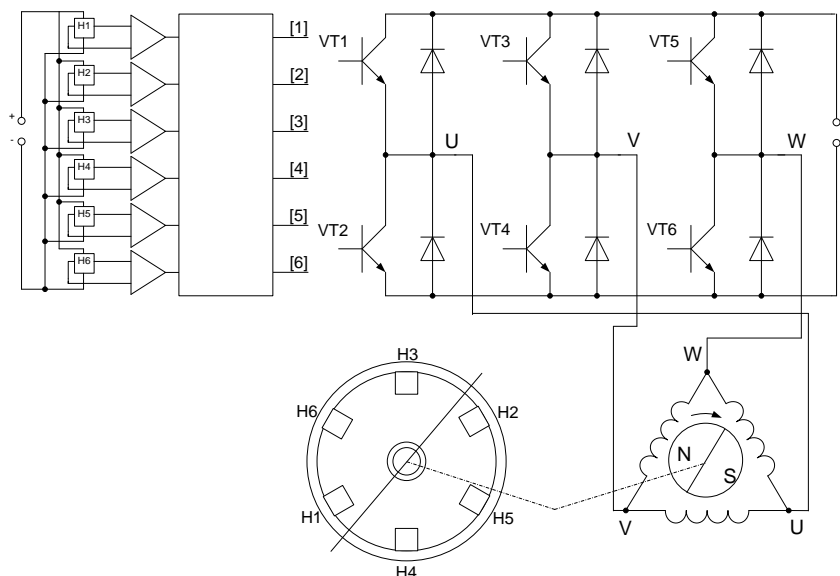 H1
H2
H3
H4
H5
H6
+
-
[1]
[2]
[3]
[4]
[5]
[6]
VT1
VT3
VT5
U
V
W
VT2
VT4
VT6
H3
H6
H2
H1
H5
H4
W
N
S
V
U